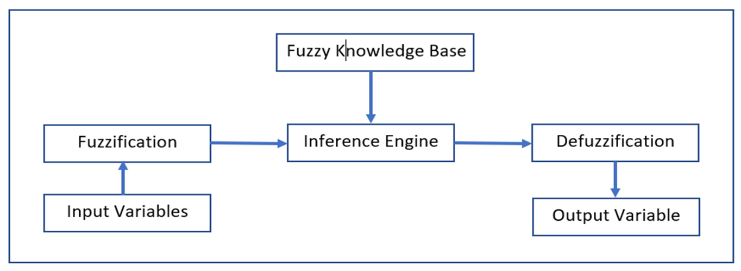 Fuzzy Knowledge Base
Fuzzification
Inference Engine
Defuzzification
Input Variables
Output Variable